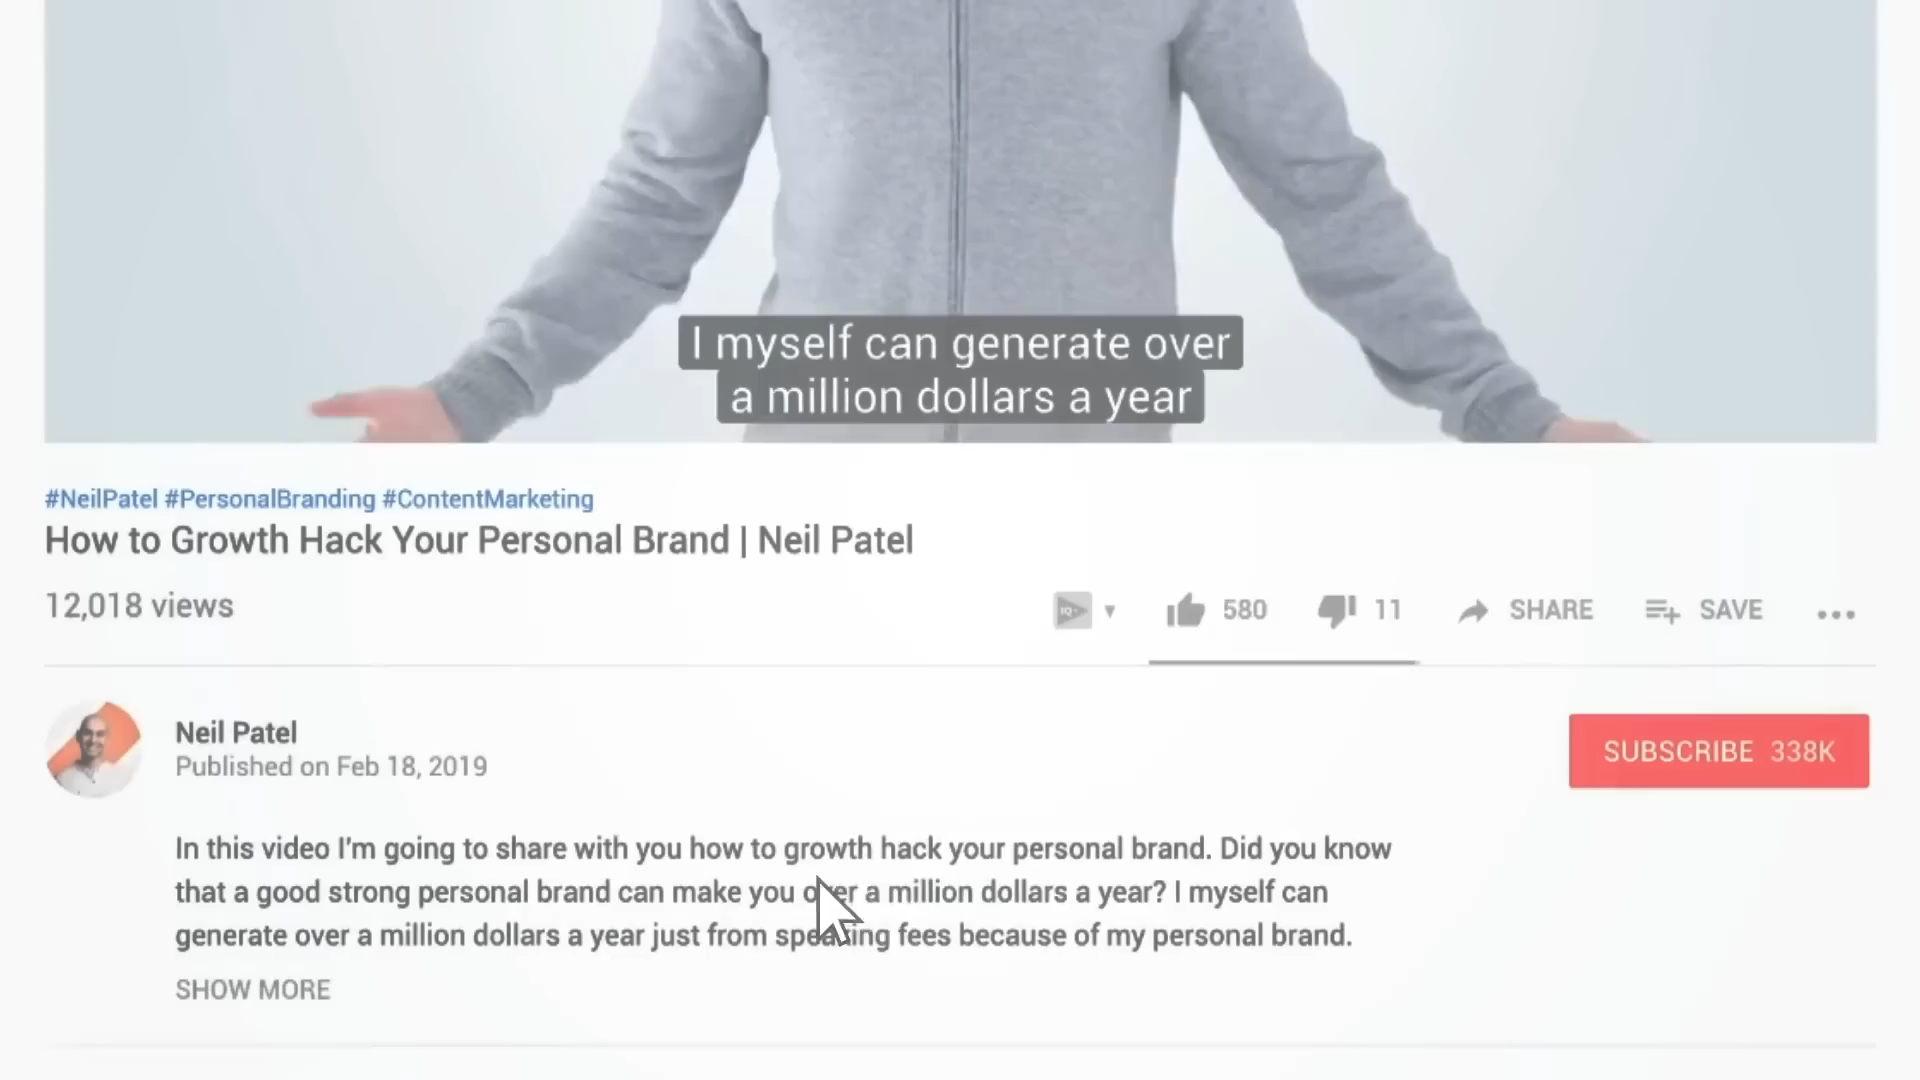 I myself can generate over
a million dollars a year
#NeilPatel #PersonalBranding #ContentMarketing
How to Growth Hack Your Personal Brand | Neil Patel
12,018 views
IQ
580
11
SHARE
SAVE
Neil Patel
Published on Feb 18, 2019
SUBSCRIBE 338K
In this video I'm going to share with you how to growth hack your personal brand. Did you know
that a good strong personal brand can make you over a million dollars a year? I myself can
generate over a million dollars a year just from speaking fees because of my personal brand.
SHOW MORE